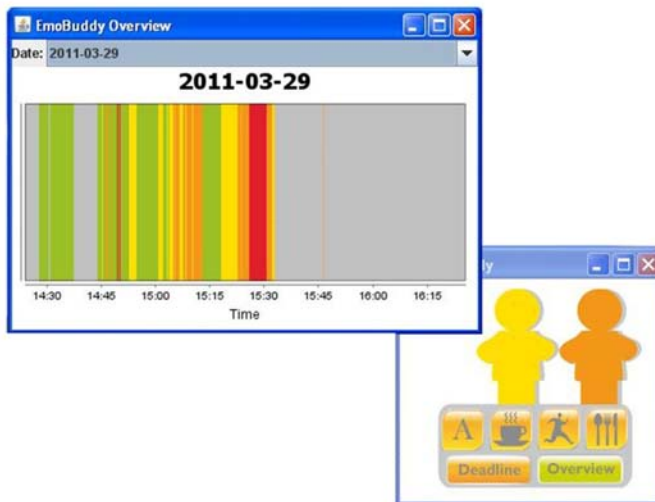 EmoBuddy Overview
Date: 2011-03-29
2011-03-29
14:30 14:45 15:00 15:15 15:30 15:45 16:00 16:15
Time
A
Deadline Overview